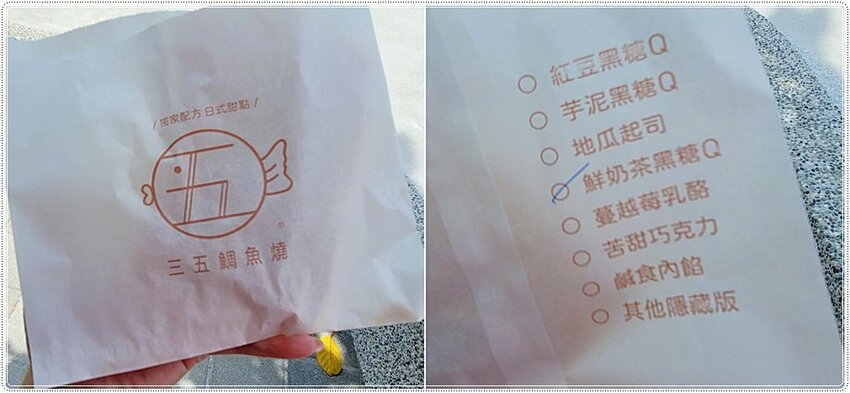 / 獨家配方 日式甜點 /
五
©
三五鯛魚燒
紅豆黑糖Q
芋泥黑糖Q
地瓜起司
鮮奶茶黑糖Q
蔓越莓乳酪
苦甜巧克力
鹹食內餡
其他隱藏版